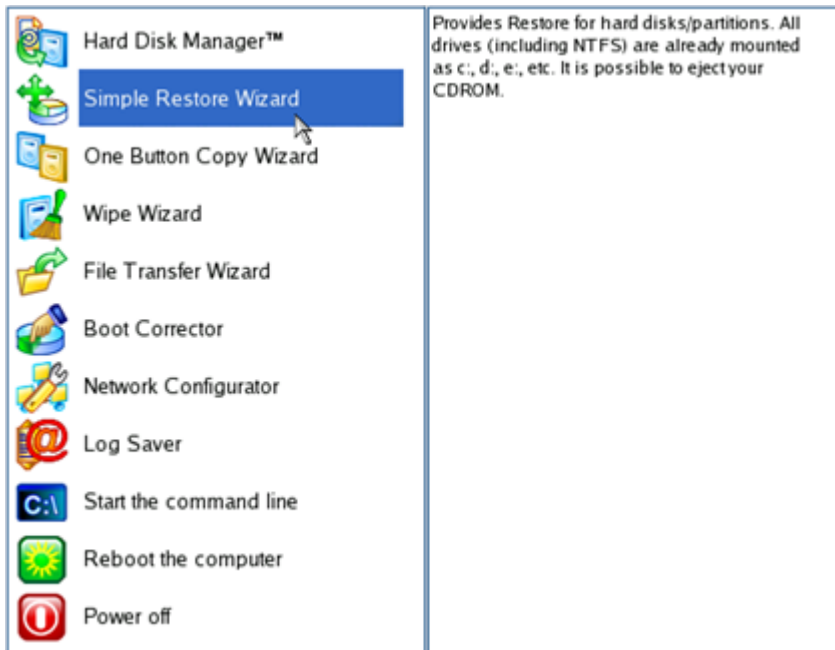 Hard Disk Manager™
Simple Restore Wizard
One Button Copy Wizard
Wipe Wizard
File Transfer Wizard
Boot Corrector
Network Configurator
@
Log Saver
C:\
Start the command line
Reboot the computer
Power off
Provides Restore for hard disks/partitions. All
drives (including NTFS) are already mounted
as c:, d:, e:, etc. It is possible to eject your
CDROM.